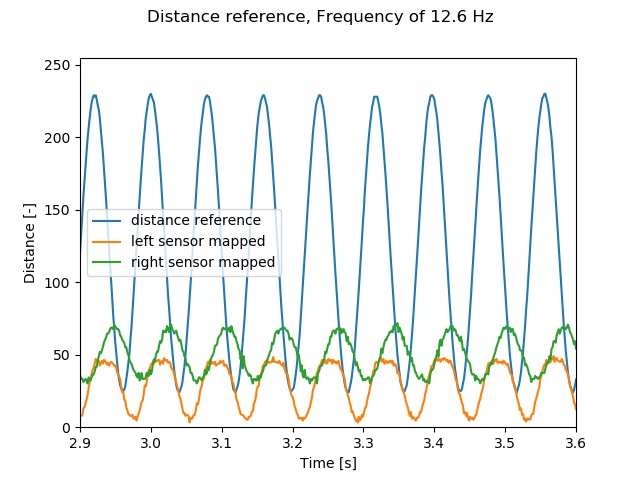 Distance reference, Frequency of 12.6 Hz
250
200
150
100
50
0
Distance [-]
distance reference
left sensor mapped
right sensor mapped
2.9 3.0 3.1 3.2 3.3 3.4 3.5 3.6
Time [s]